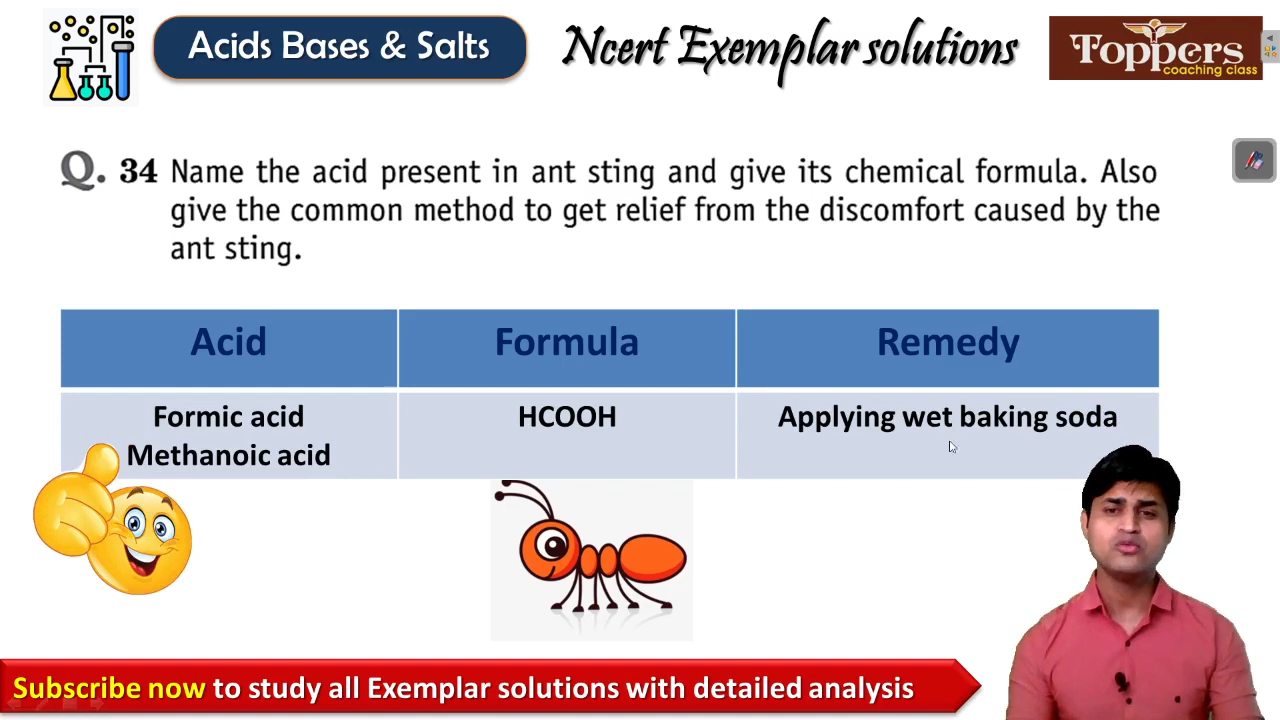 Acids Bases & Salts
Ncert Exemplar solutions
Toppers
coaching class
Q. 34 Name the acid present in ant sting and give its chemical formula. Also
give the common method to get relief from the discomfort caused by the
ant sting.
Acid Formula Remedy
Formic acid HCOOH Applying wet baking soda
Methanoic acid
Subscribe now to study all Exemplar solutions with detailed analysis